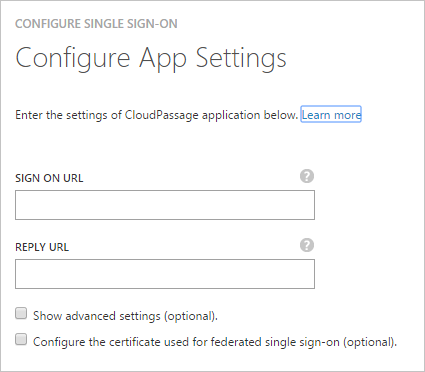 CONFIGURE SINGLE SIGN-ON
Configure App Settings
Enter the settings of CloudPassage application below. Learn more
SIGN ON URL ?
REPLY URL ?
Show advanced settings (optional).
Configure the certificate used for federated single sign-on (optional).